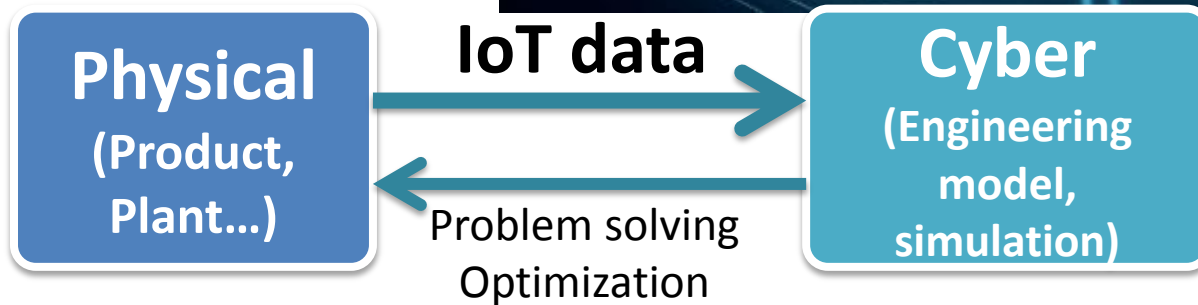 Physical
(Product,
Plant...)
IoT data
Problem solving
Optimization
Cyber
(Engineering
model,
simulation)